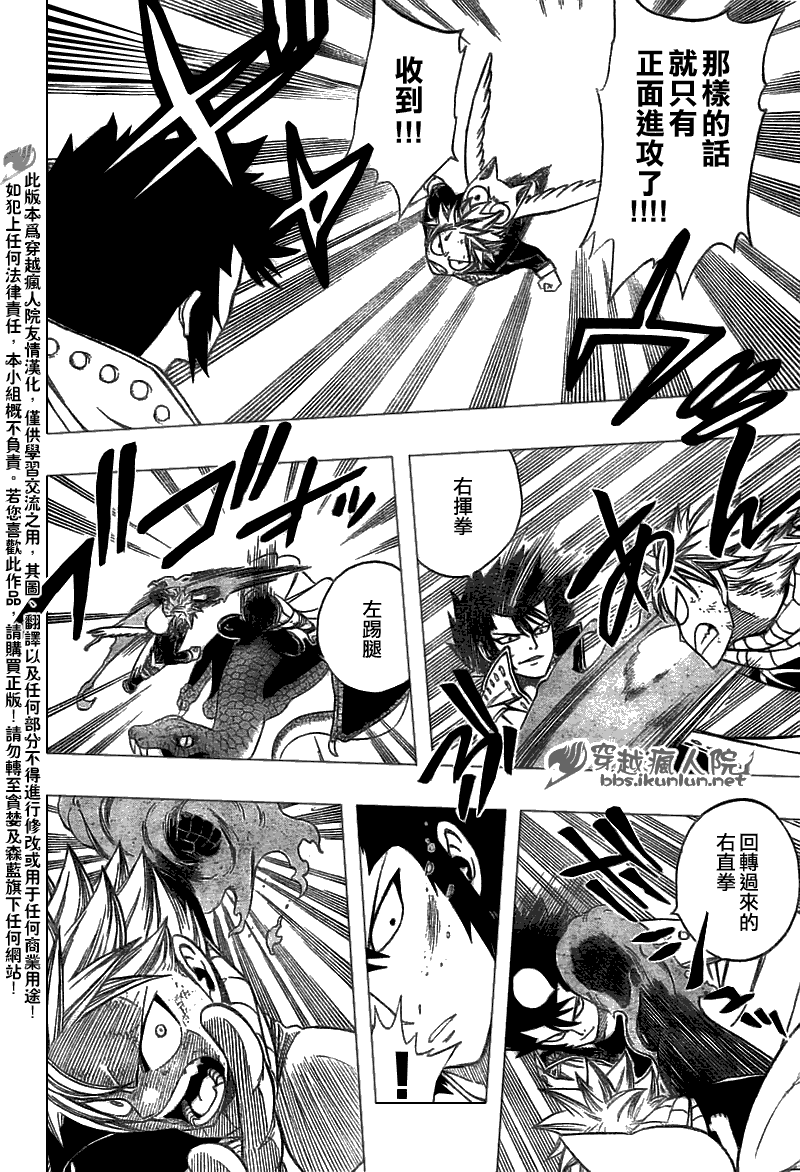 那樣的話
就只有
正面進攻了!!!!
收到!!!
右揮拳
左踢腿
回轉過來的
右直拳
!
穿越瘋人院
bbs.ikunlun.net
此版本爲穿越瘋人院友情漢化，僅供學習交流之用，其圖、翻譯以及任何部分不得進行修改或用于任何商業用途！
如犯上任何法律責任，本小組概不負責。若您喜歡此作品，請購買正版！請勿轉至貪婪及森藍旗下任何網站！